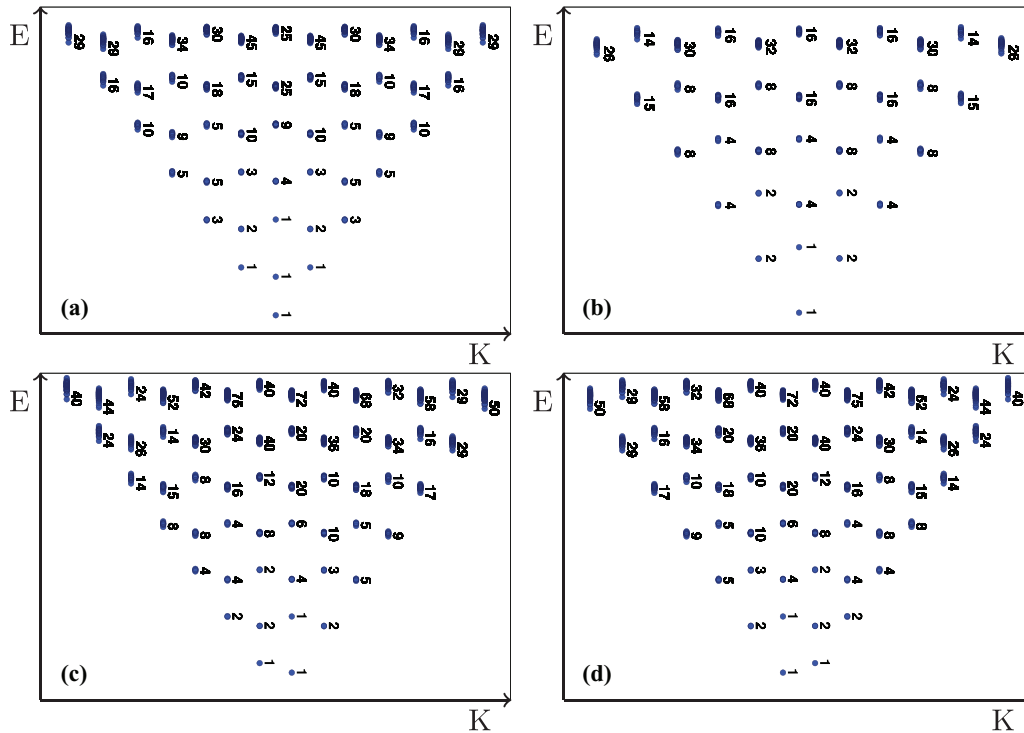 E
29 29 16 34 30 45 25 45 30 34 16 29 29
16 17 10 18 15 25 15 18 10 17 16
10 9 5 10 9 10 5 9 10
5 5 3 4 3 5 5
3 2 1 2 3
1 1 1
1
(a)
K
E
26 14 30 16 32 16 32 16 30 14 26
15 8 16 8 16 8 16 8 15
8 4 8 4 8 4 8
4 2 4 2 4
2 1 2
1
(b)
K
E
40 44 24 52 42 76 40 72 40 68 32 58 29 50
24 26 14 30 24 40 20 36 20 34 16 29
14 15 8 16 12 20 10 18 10 17
8 8 4 8 6 10 5 9
4 4 2 4 3 5
2 2 1 2
1 1
(c)
K
E
50 29 58 32 68 40 72 40 76 42 52 24 44 40
29 16 34 20 36 20 40 24 30 14 26 24
17 10 18 10 20 12 16 8 15 14
9 5 10 6 8 4 8 8
5 3 4 2 4 4
2 1 2 2
1 1
(d)
K